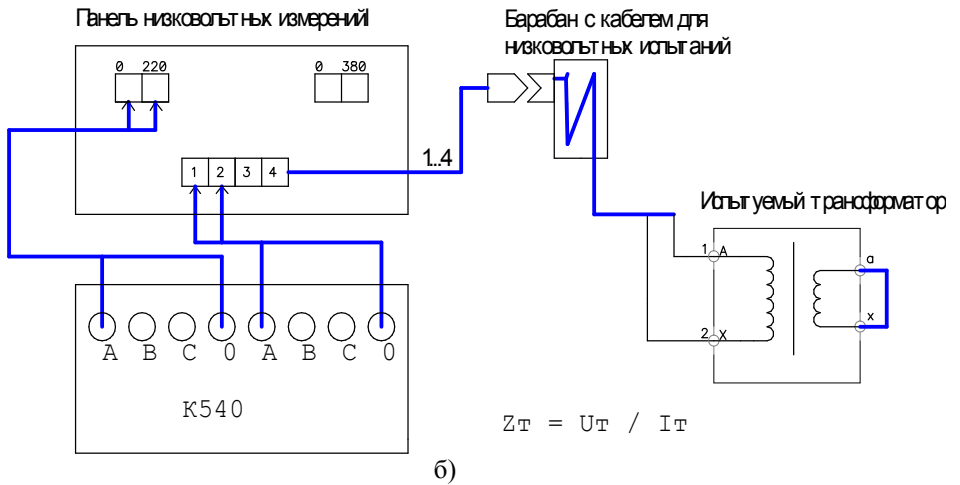 Панель низковольтных измерений
Барабан с кабелем для
низковольтных испытаний
0 220
0 380
1 2 3 4
1...4
Испытуемый трансформатор
1 A
a
x
2 X
A B C 0 A B C 0
К540
Zт = Uт / Iт
б)